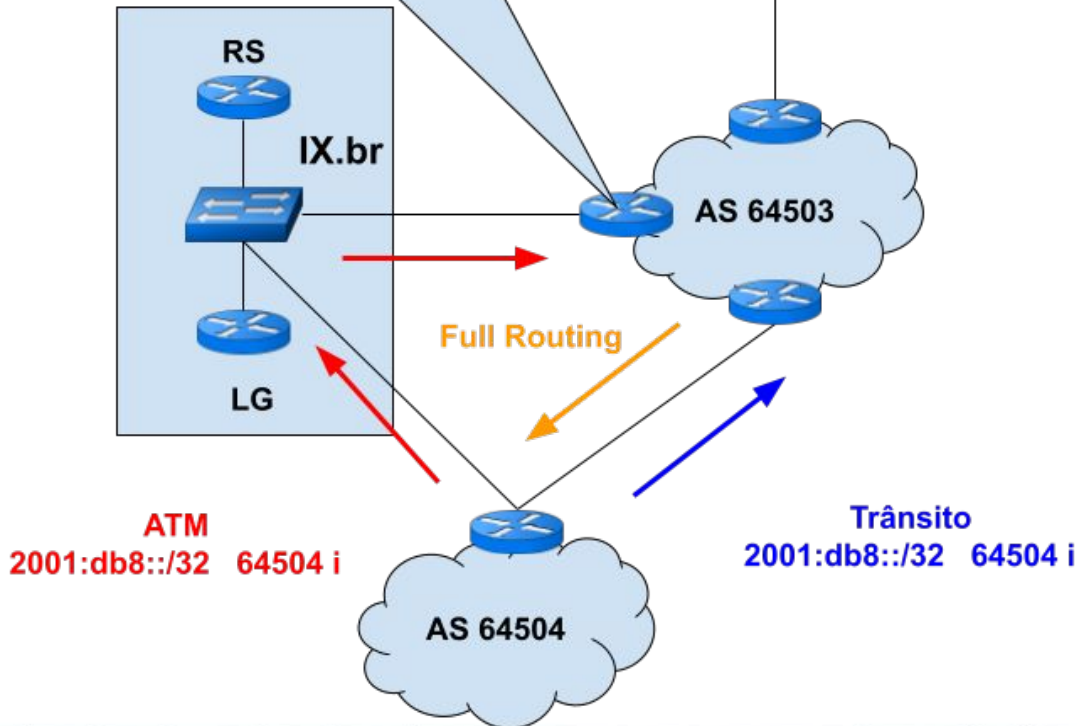 RS
IX.br
AS 64503
Full Routing
LG
ATM
2001:db8::/32 64504 i
Trânsito
2001:db8::/32 64504 i
AS 64504